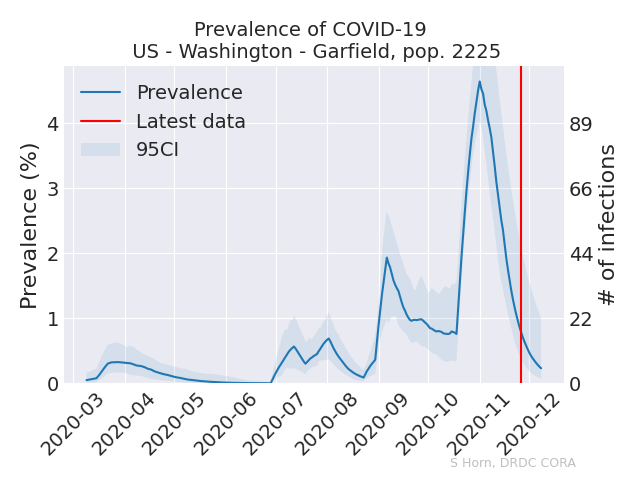 Prevalence of COVID-19
US - Washington - Garfield, pop. 2225
Prevalence
Latest data
95CI
Prevalence (%)
4
3
2
1
0
# of infections
89
66
44
22
0
2020-03
2020-04
2020-05
2020-06
2020-07
2020-08
2020-09
2020-10
2020-11
2020-12
S Horn, DRDC CORA